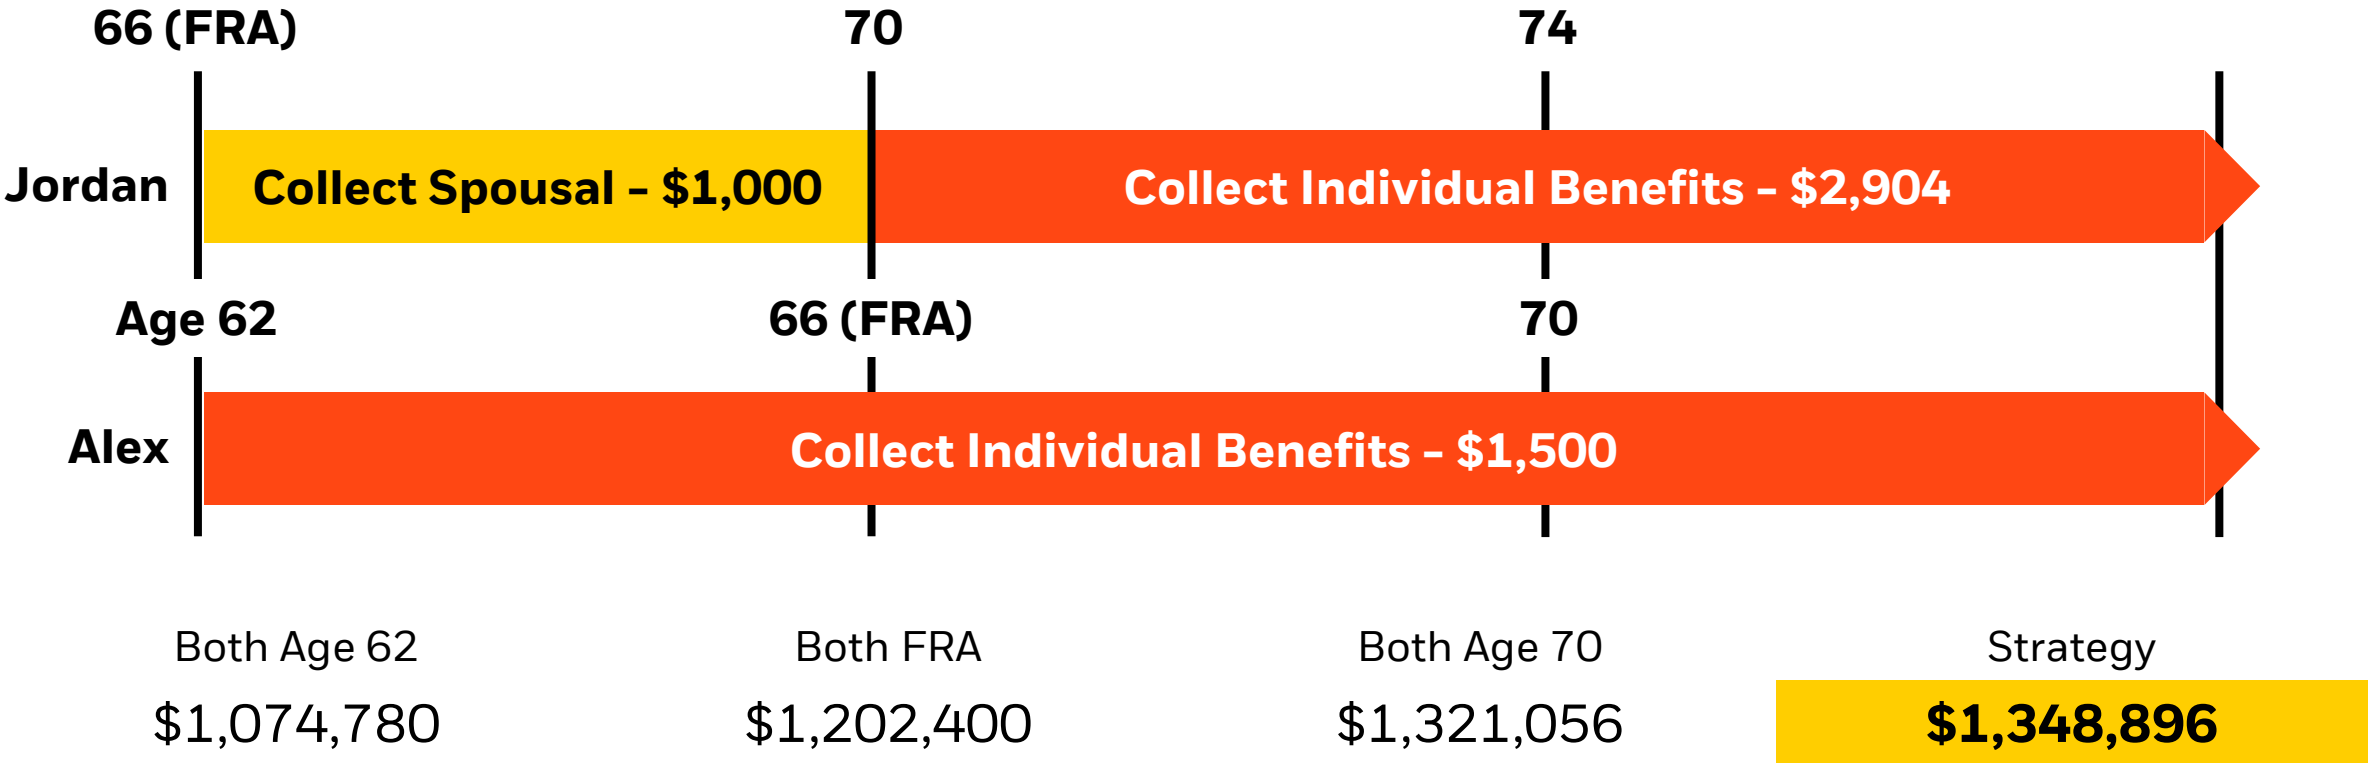 66 (FRA) 70 74
Jordan Collect Spousal – $1,000 Collect Individual Benefits – $2,904
Age 62 66 (FRA) 70
Alex Collect Individual Benefits – $1,500
Both Age 62 Both FRA Both Age 70 Strategy
$1,074,780 $1,202,400 $1,321,056 $1,348,896